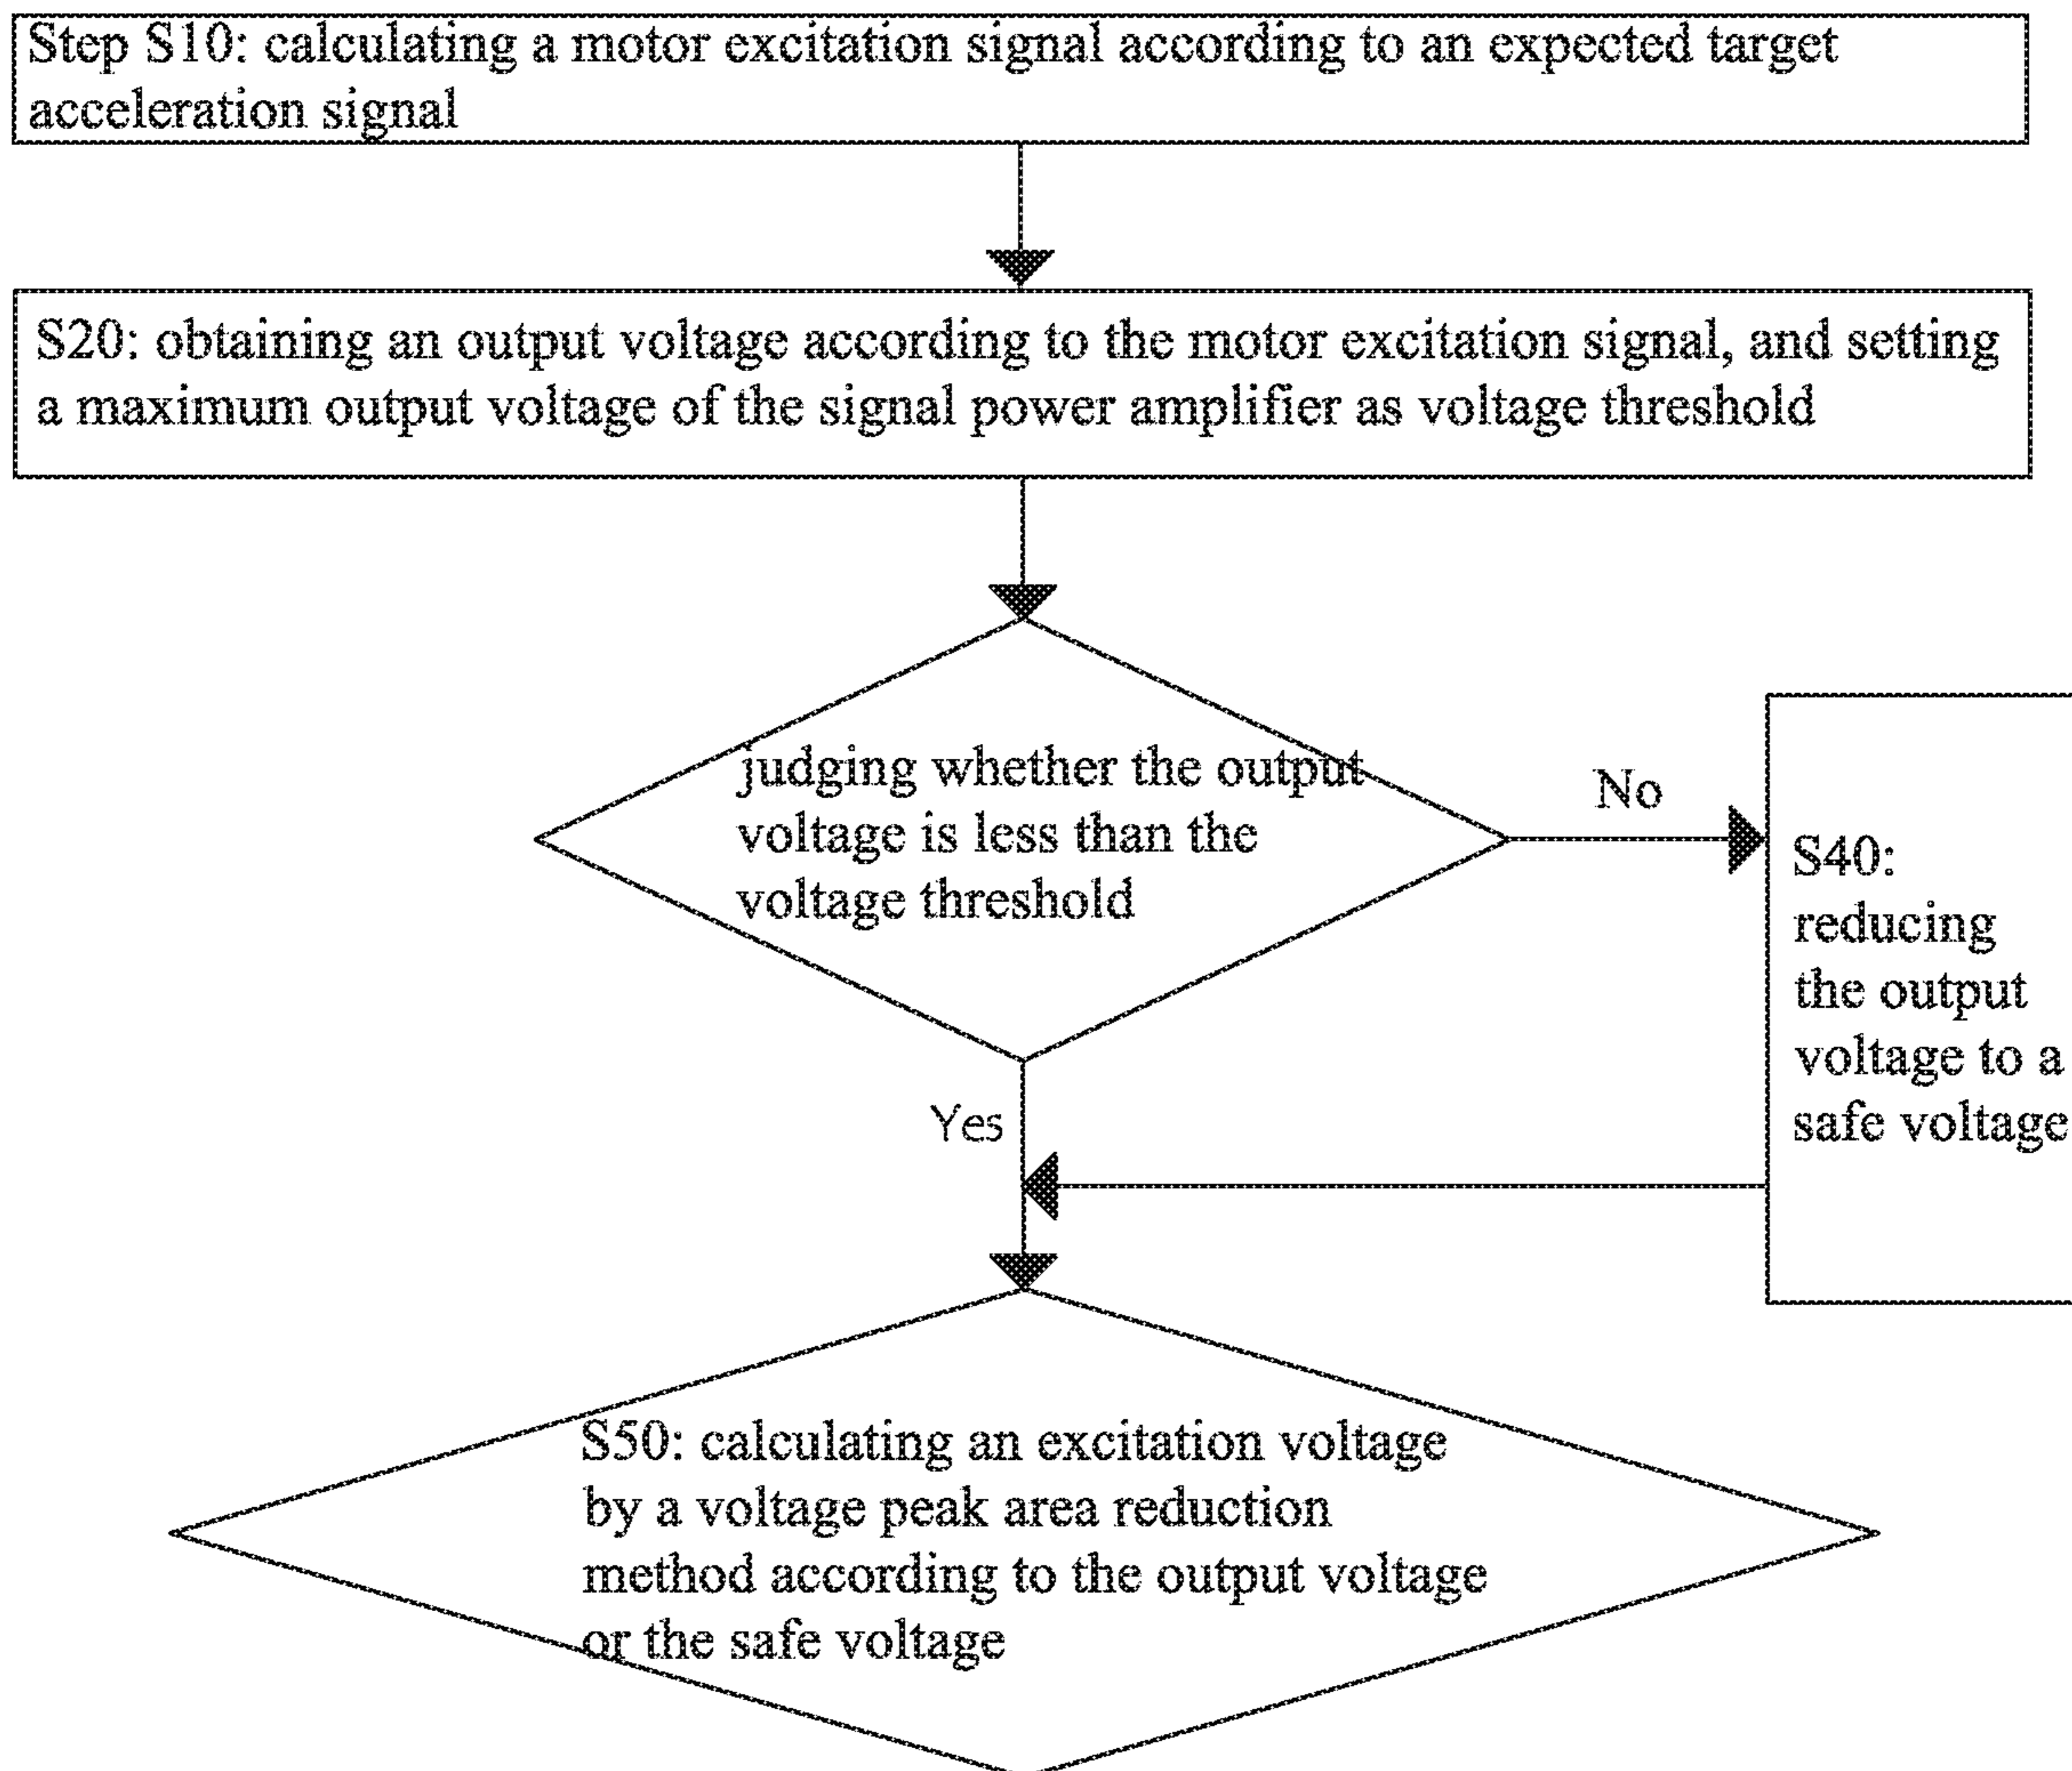 Step S10: calculating a motor excitation signal according to an expected target
acceleration signal
S20: obtaining an output voltage according to the motor excitation signal, and setting
a maximum output voltage of the signal power amplifier as voltage threshold
judging whether the output
voltage is less than the
voltage threshold
No
S40:
reducing
the output
voltage to a
safe voltage
Yes
S50: calculating an excitation voltage
by a voltage peak area reduction
method according to the output voltage
or the safe voltage